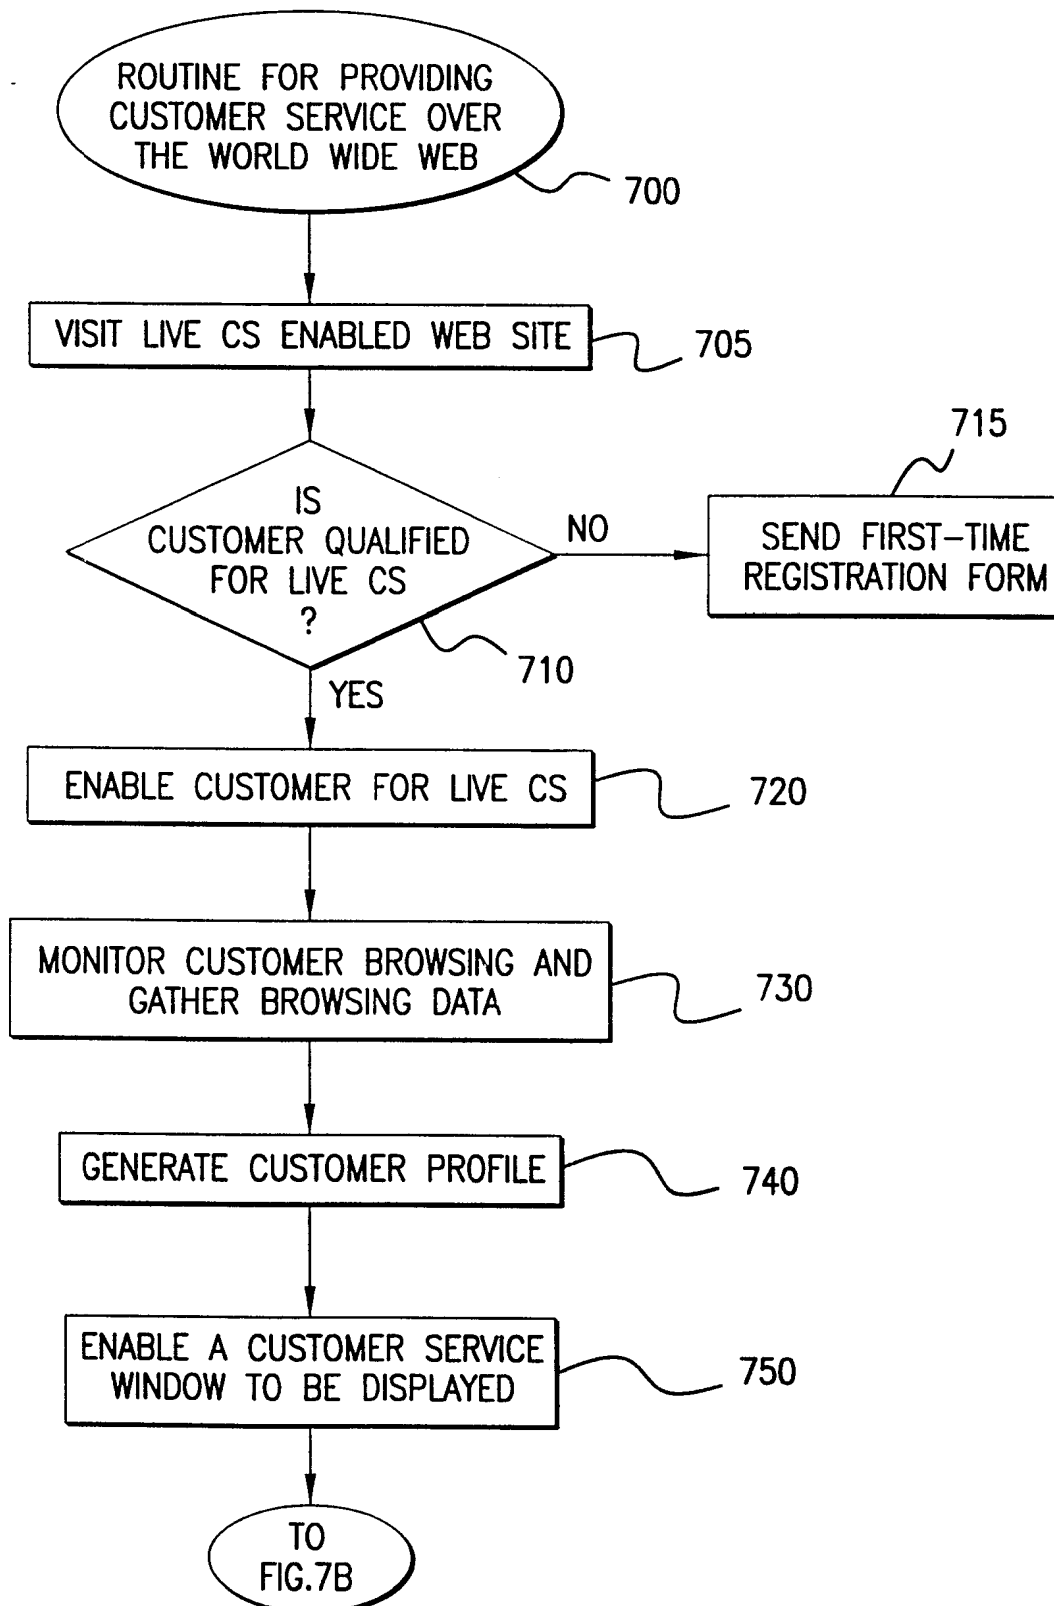 ROUTINE FOR PROVIDING
CUSTOMER SERVICE OVER
THE WORLD WIDE WEB
700
VISIT LIVE CS ENABLED WEB SITE
705
715
IS
CUSTOMER QUALIFIED
FOR LIVE CS
?
NO
SEND FIRST-TIME
REGISTRATION FORM
710
YES
ENABLE CUSTOMER FOR LIVE CS
720
MONITOR CUSTOMER BROWSING AND
GATHER BROWSING DATA
730
GENERATE CUSTOMER PROFILE
740
ENABLE A CUSTOMER SERVICE
WINDOW TO BE DISPLAYED
750
TO
FIG.7B